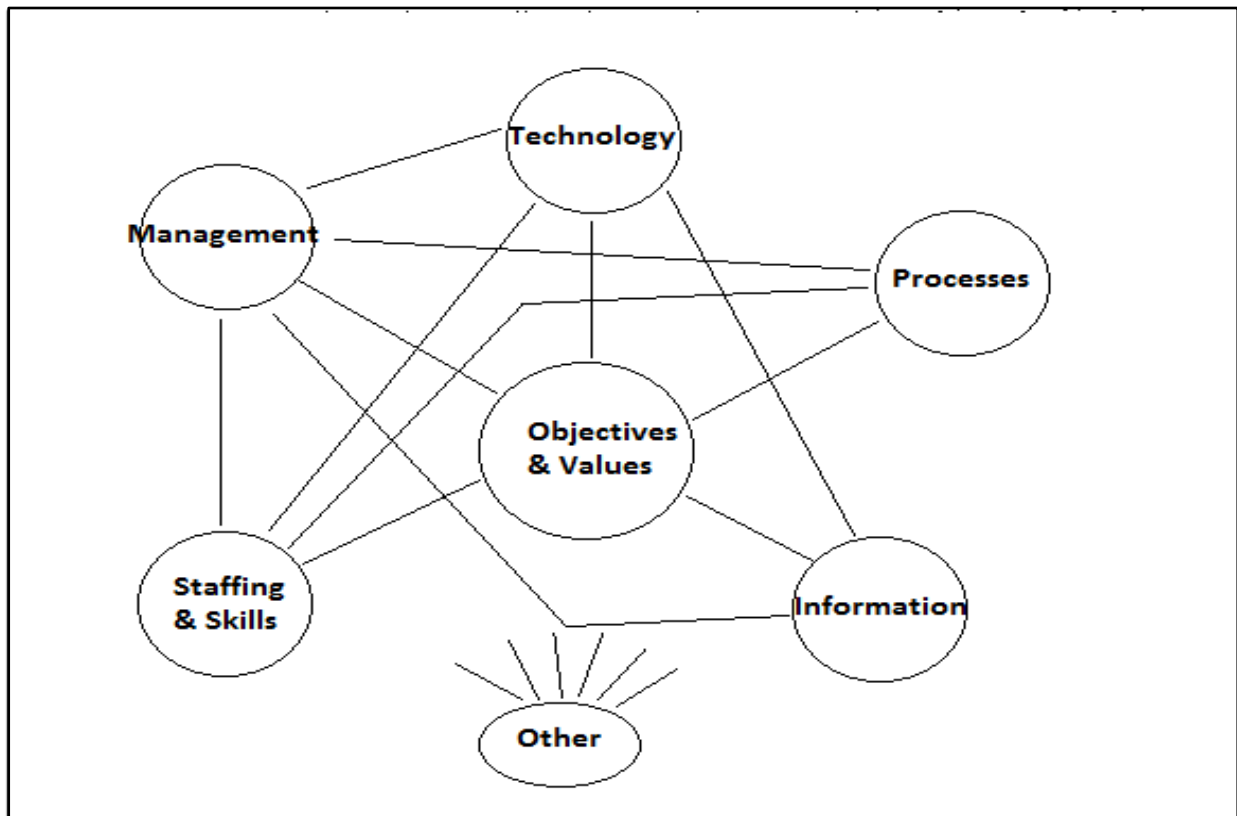 Technology
Management
Processes
Objectives
& Values
Staffing
& Skills
Information
Other